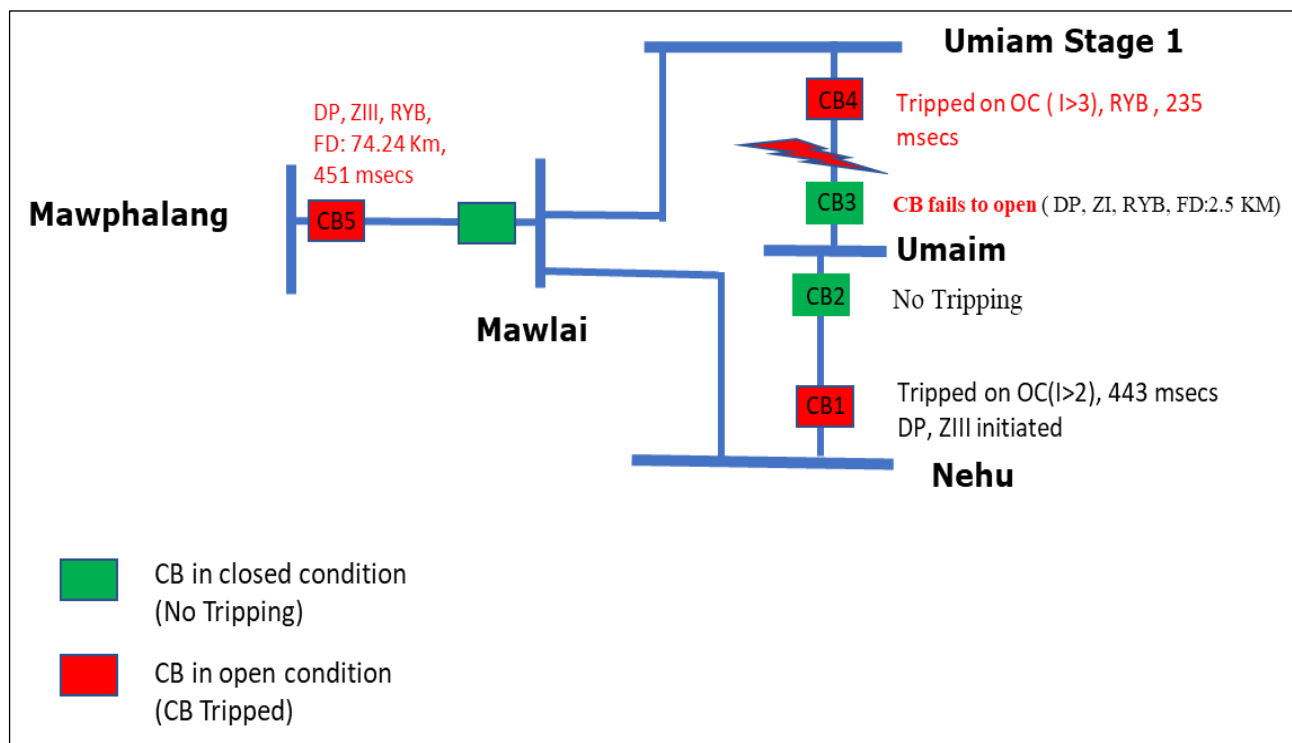 Umiam Stage 1
DP, ZIII, RYB,
FD: 74.24 Km,
451 msecs
CB4
Tripped on OC ( I>3), RYB , 235
msecs
Mawphalang
CB5
CB3
CB fails to open ( DP, ZI, RYB, FD:2.5 KM)
Umaim
Mawlai
CB2
No Tripping
CB1
Tripped on OC(I>2), 443 msecs
DP, ZIII initiated
Nehu
CB in closed condition
(No Tripping)
CB in open condition
(CB Tripped)